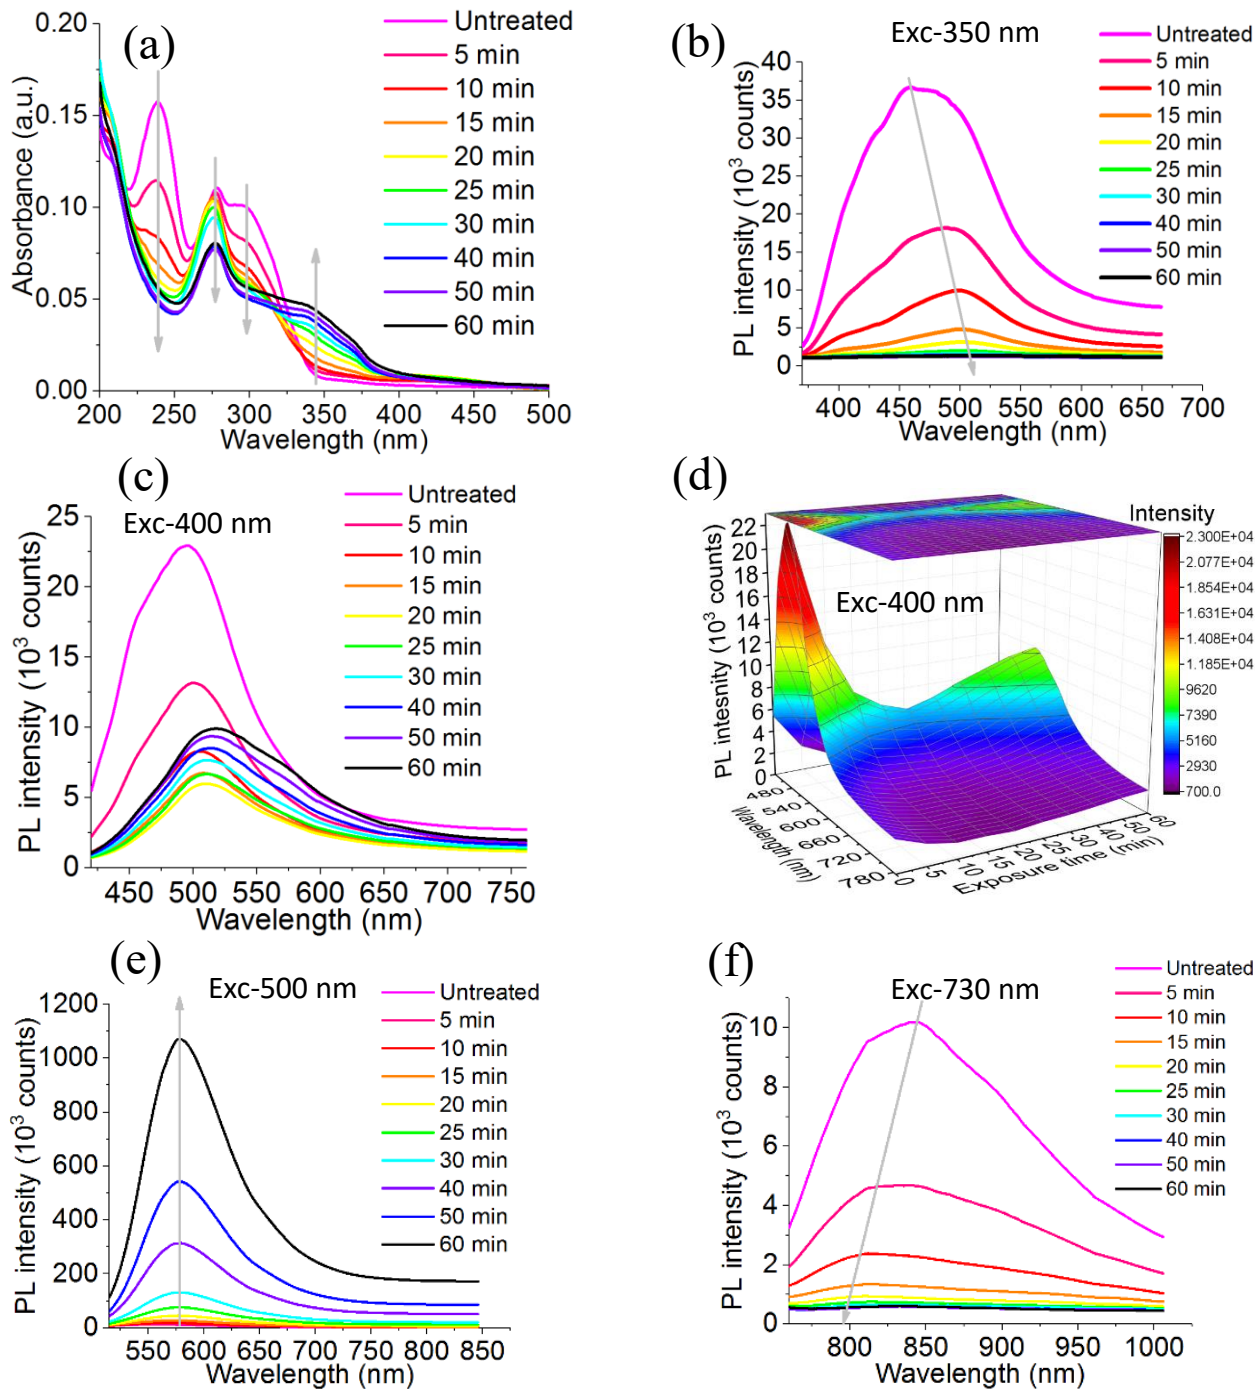 (a)
Absorbance (a.u.)
0.20
0.15
0.10
0.05
0.00
200 250 300 350 400 450 500
Wavelength (nm)
Untreated
5 min
10 min
15 min
20 min
25 min
30 min
40 min
50 min
60 min
(b)
Exc-350 nm
PL intensity (10³ counts)
40
35
30
25
20
15
10
5
0
400 450 500 550 600 650 700
Wavelength (nm)
Untreated
5 min
10 min
15 min
20 min
25 min
30 min
40 min
50 min
60 min
(c)
Exc-400 nm
PL intensity (10³ counts)
25
20
15
10
5
0
450 500 550 600 650 700 750
Wavelength (nm)
Untreated
5 min
10 min
15 min
20 min
25 min
30 min
40 min
50 min
60 min
(d)
Exc-400 nm
PL intesnity (10³ counts)
22
20
18
16
14
12
10
8
6
4
2
0
480
540
600
660
720
780
Wavelength (nm)
0 5 10 15 20 25 30 40 50 60
Exposure time (min)
Intensity
2.300E+04
2.077E+04
1.854E+04
1.631E+04
1.408E+04
1.185E+04
9620
7390
5160
2930
700.0
(e)
Exc-500 nm
PL intensity (10³ counts)
1200
1000
800
600
400
200
0
550 600 650 700 750 800 850
Wavelength (nm)
Untreated
5 min
10 min
15 min
20 min
25 min
30 min
40 min
50 min
60 min
(f)
Exc-730 nm
PL intensity (10³ counts)
10
8
6
4
2
0
800 850 900 950 1000
Wavelength (nm)
Untreated
5 min
10 min
15 min
20 min
25 min
30 min
40 min
50 min
60 min